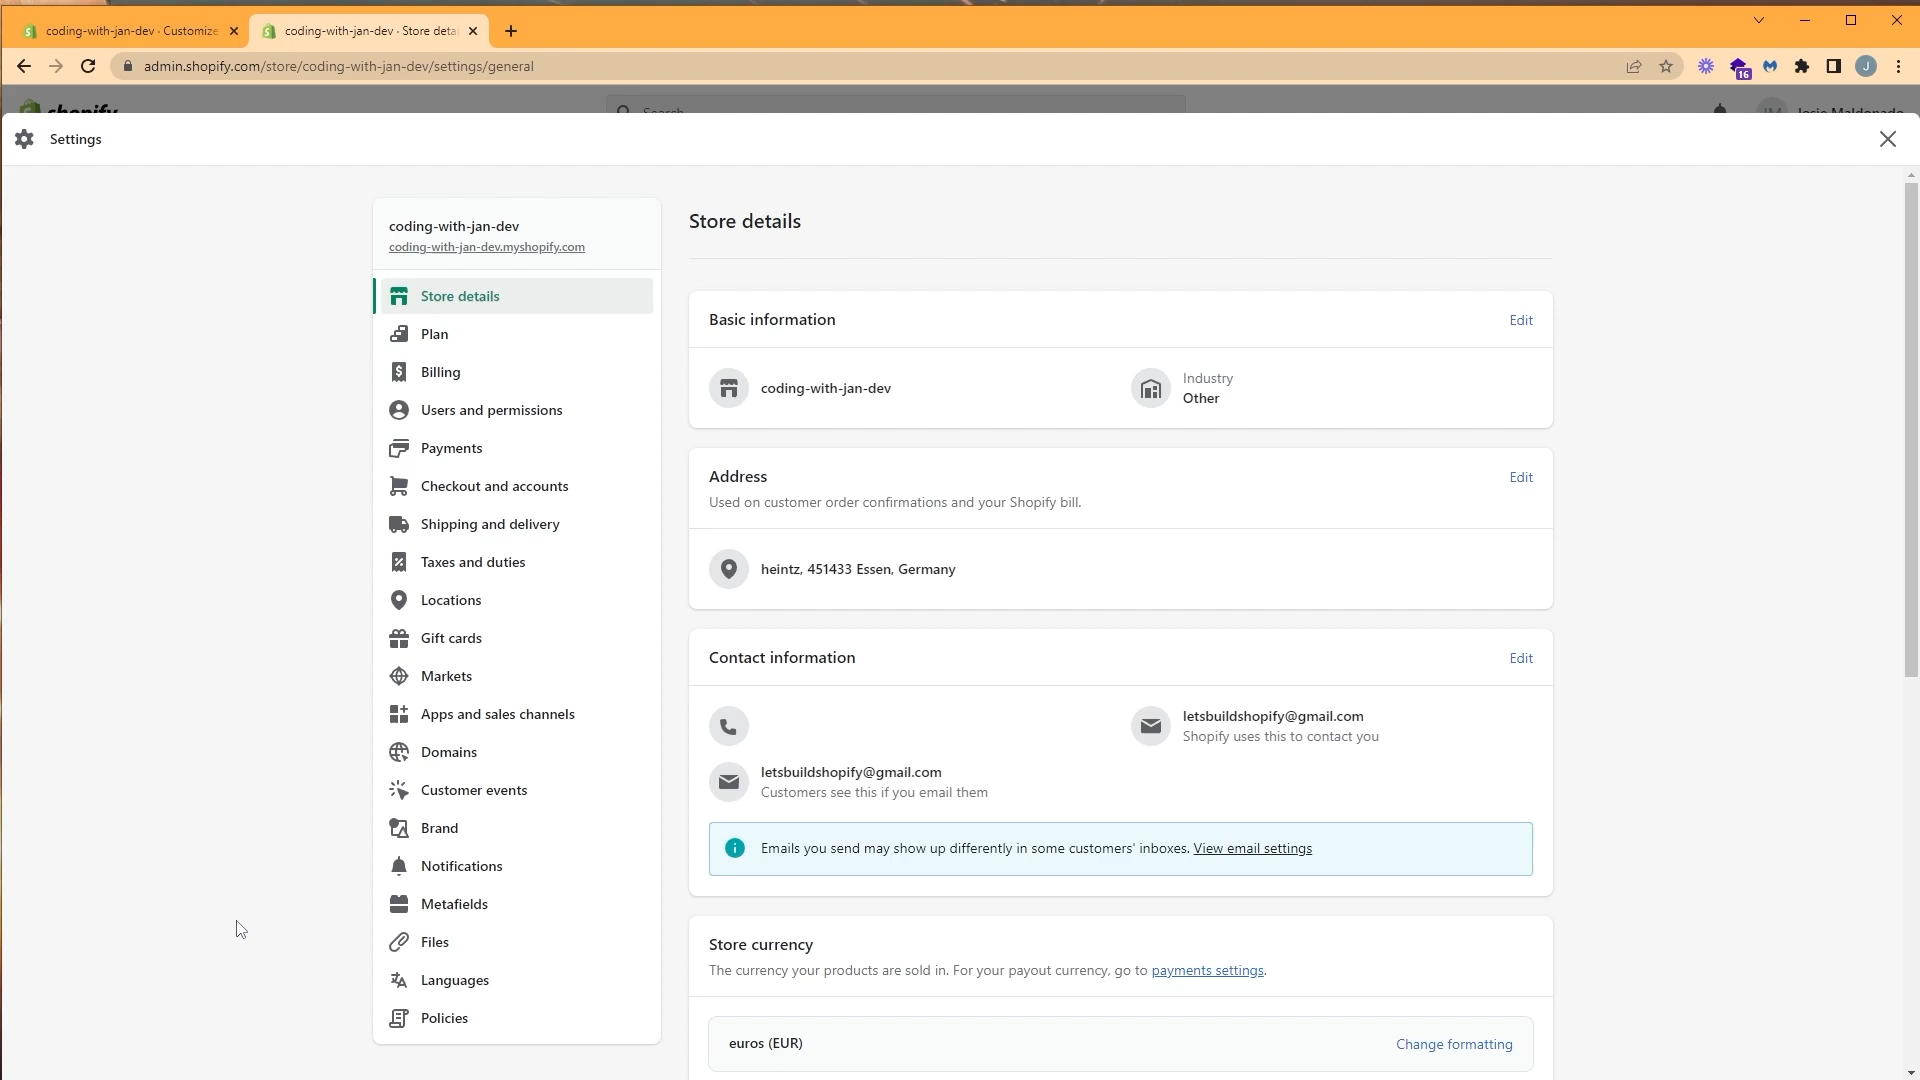 coding-with-jan-dev · Customize
coding-with-jan-dev · Store deta
admin.shopify.com/store/coding-with-jan-dev/settings/general
16
J
shopify
Search
JM
Josie Maldonado
Settings
coding-with-jan-dev
coding-with-jan-dev.myshopify.com
Store details
Plan
Billing
Users and permissions
Payments
Checkout and accounts
Shipping and delivery
Taxes and duties
Locations
Gift cards
Markets
Apps and sales channels
Domains
Customer events
Brand
Notifications
Metafields
Files
Languages
Policies
Store details
Basic information
Edit
coding-with-jan-dev
Industry
Other
Address
Edit
Used on customer order confirmations and your Shopify bill.
heintz, 451433 Essen, Germany
Contact information
Edit
letsbuildshopify@gmail.com
Shopify uses this to contact you
letsbuildshopify@gmail.com
Customers see this if you email them
Emails you send may show up differently in some customers' inboxes. View email settings
Store currency
The currency your products are sold in. For your payout currency, go to payments settings.
euros (EUR)
Change formatting